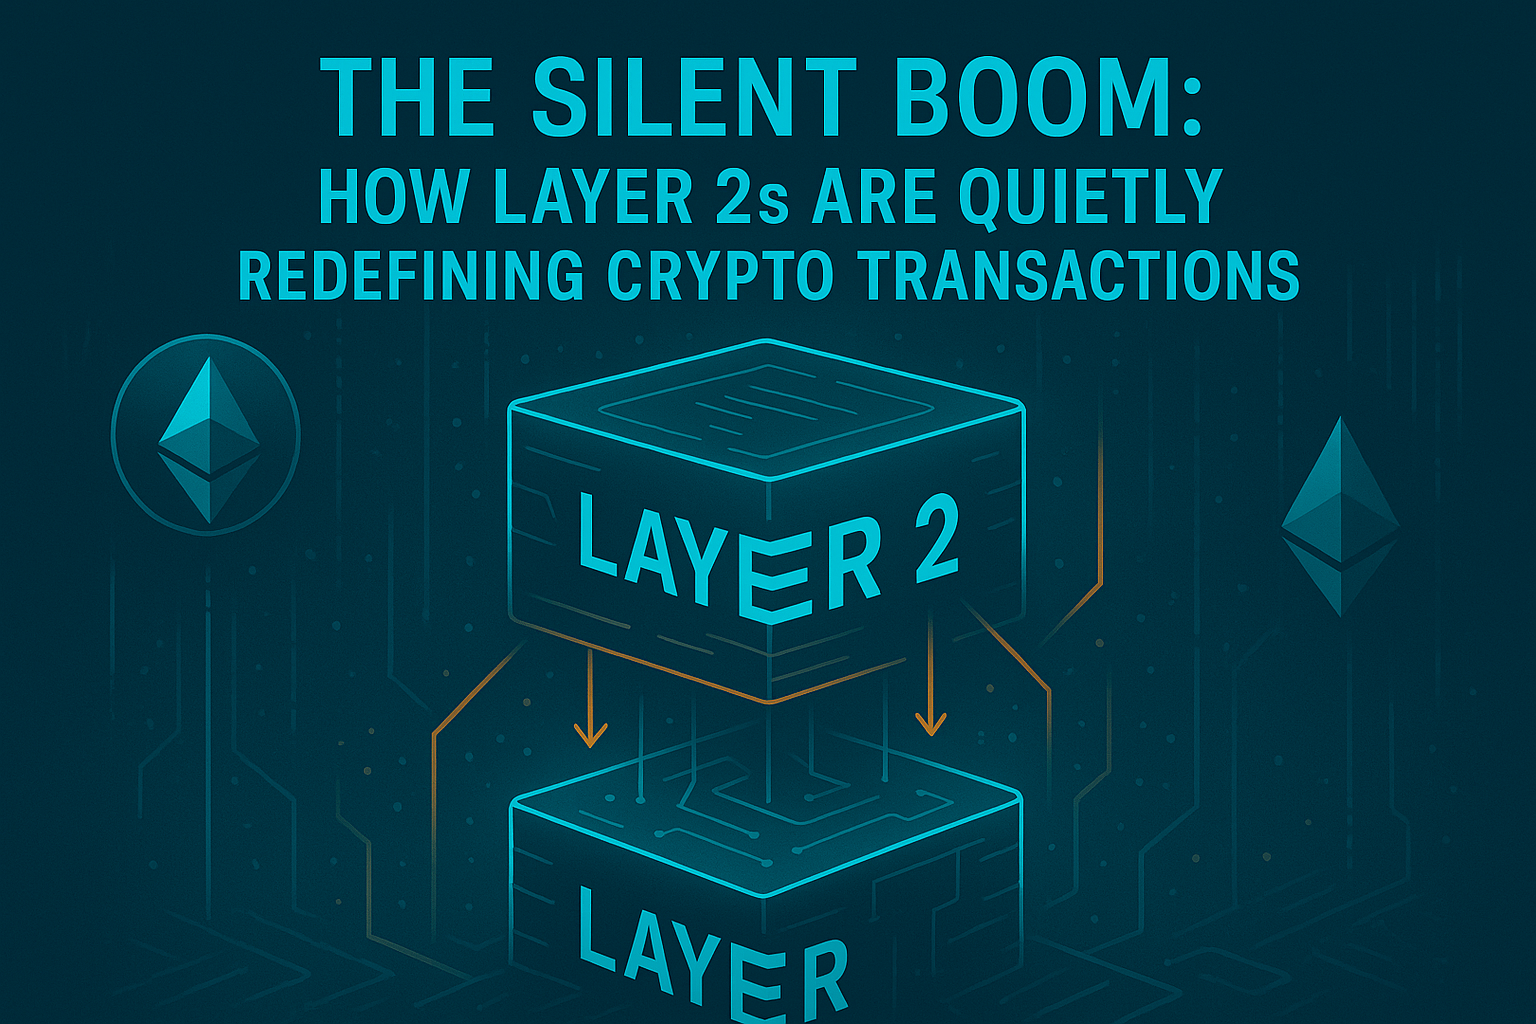 THE SILENT BOOM:
HOW LAYER 2s ARE QUIETLY
REDEFINING CRYPTO TRANSACTIONS
LAYER 2
LAYER